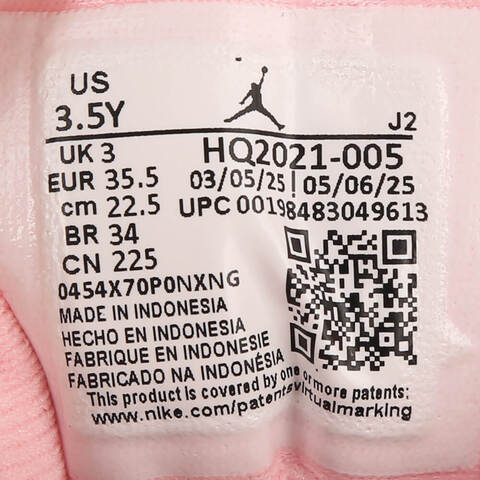 US
3.5Y
J2
UK 3
HQ2021-005
EUR 35.5
03/05/25 | 05/06/25
cm 22.5
UPC 00198483049613
BR 34
CN 225
0454X70P0NXNG
MADE IN INDONESIA
HECHO EN INDONESIA
FABRIQUE EN INDONESIE
FABRICADO NA INDONÉSIA
This product is covered by one or more patents:
www.nike.com/patentsvirtualmarking